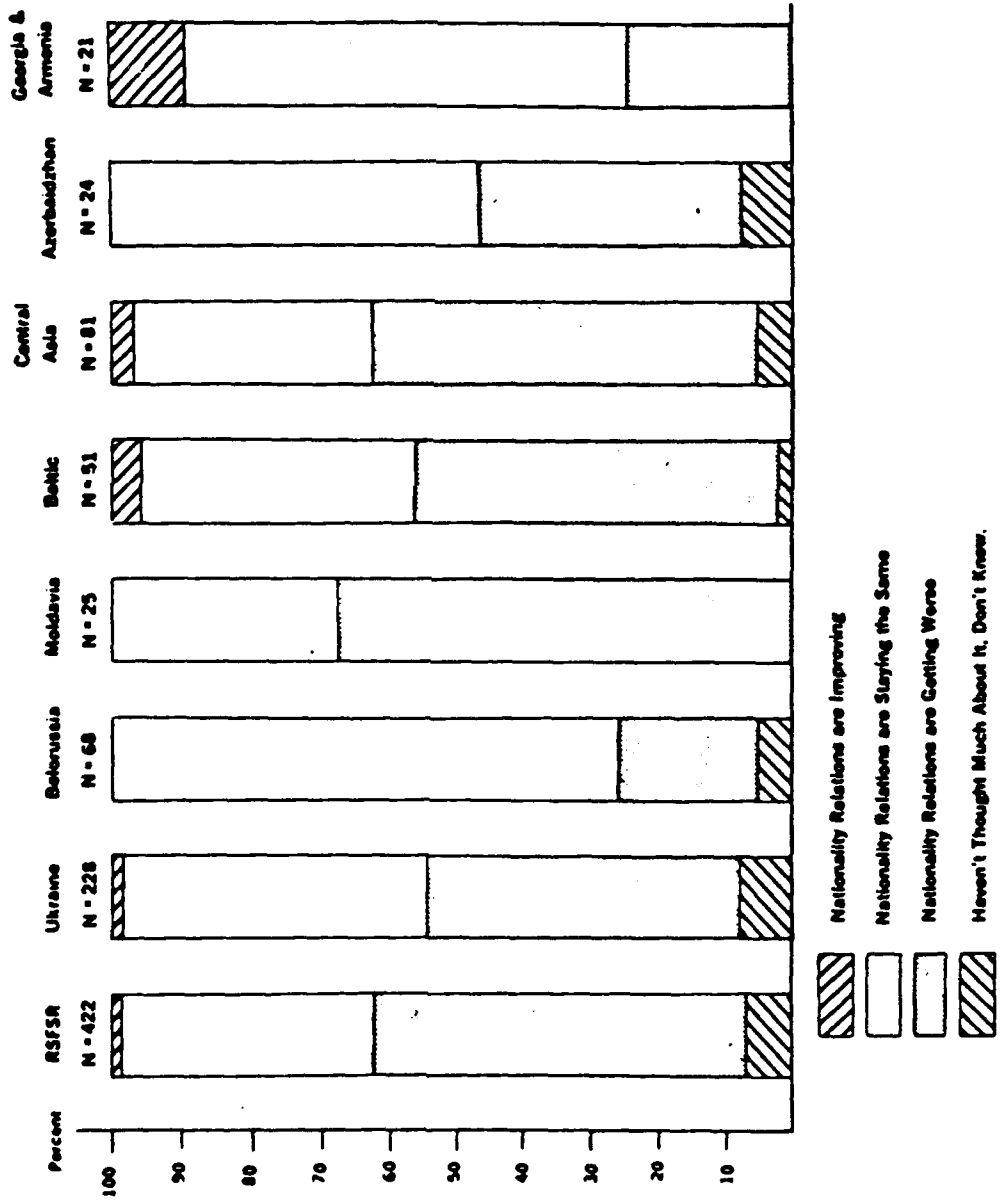 Percent
100
90
80
70
60
50
40
30
20
10
RSFSR
N = 422
Ukraine
N = 228
Belorussia
N = 68
Moldavia
N = 25
Baltic
N = 51
Central
Asia
N = 81
Azerbaidzhan
N = 24
Georgia &
Armenia
N = 21
Nationality Relations are Improving
Nationality Relations are Staying the Same
Nationality Relations are Getting Worse
Haven't Thought Much About It, Don't Know.